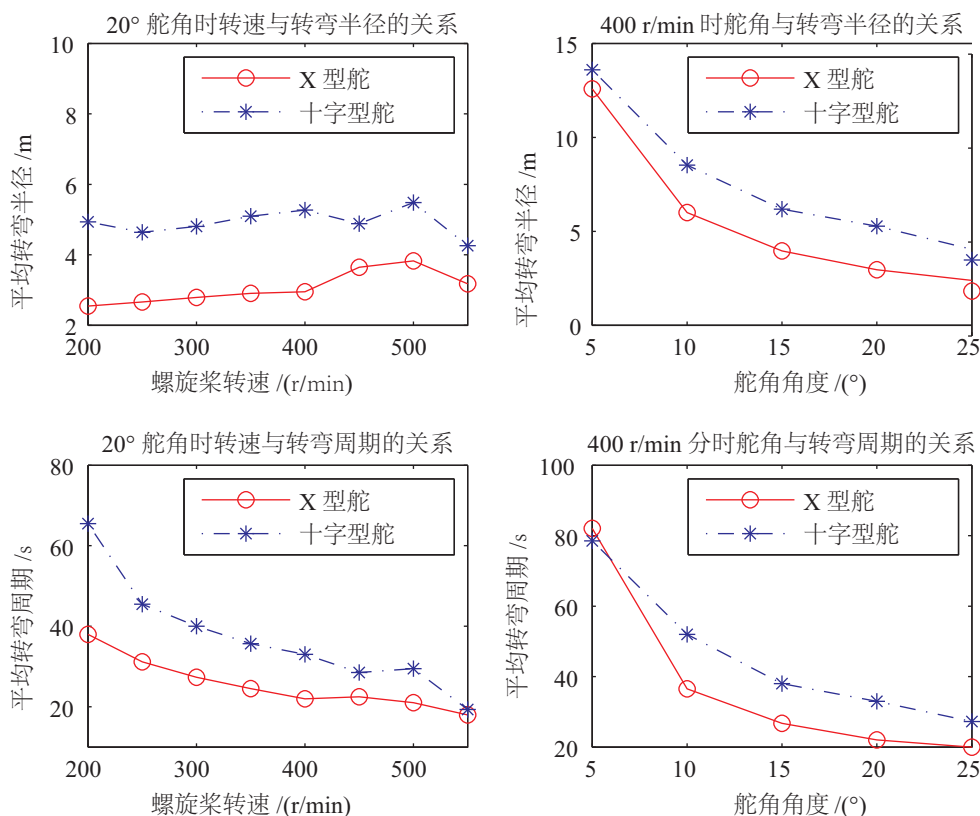 20° 舵角时转速与转弯半径的关系
10
8
6
4
2
平均转弯半径 /m
X 型舵
十字型舵
200
300
400
500
螺旋桨转速 /(r/min)
400 r/min 时舵角与转弯半径的关系
15
10
5
0
平均转弯半径 /m
X 型舵
十字型舵
5
10
15
20
25
舵角角度 /(°)
20° 舵角时转速与转弯周期的关系
80
60
40
20
平均转弯周期 /s
X 型舵
十字型舵
200
300
400
500
螺旋桨转速 /(r/min)
400 r/min 分时舵角与转弯周期的关系
100
80
60
40
20
平均转弯周期 /s
X 型舵
十字型舵
5
10
15
20
25
舵角角度 /(°)